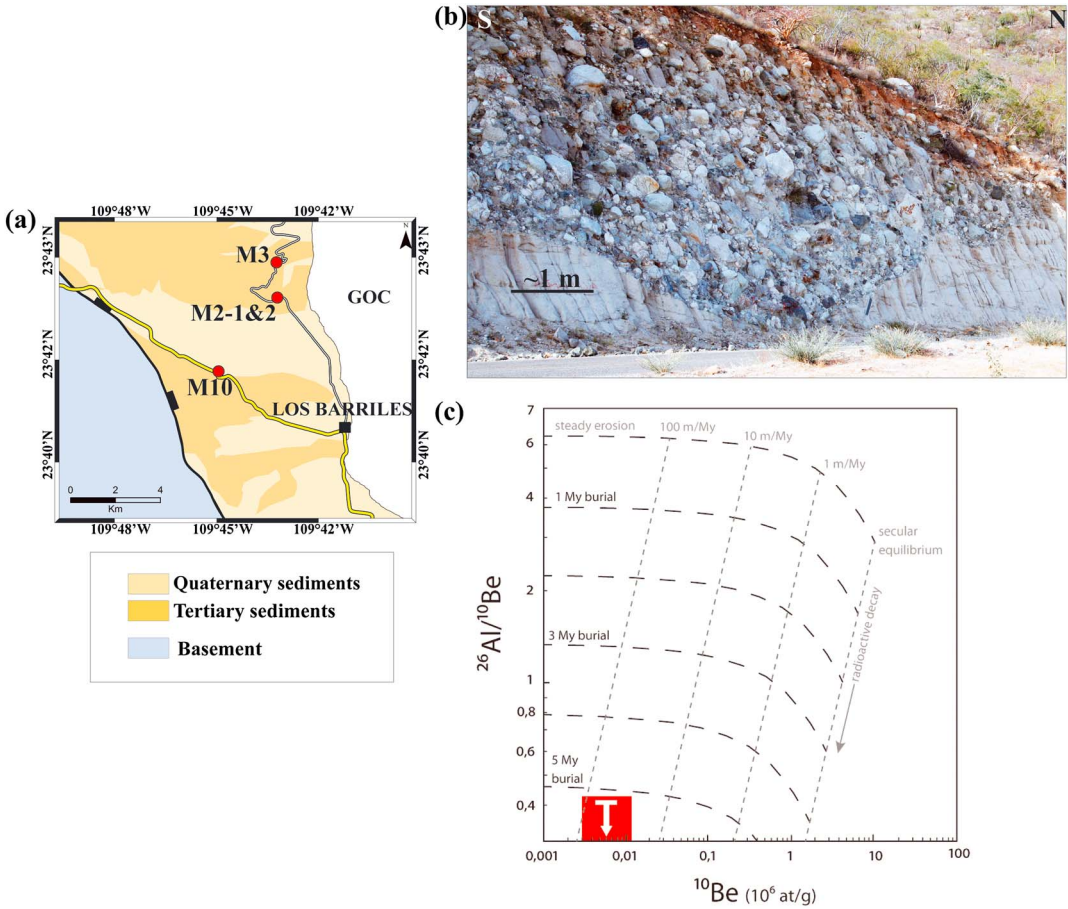 (a)
109°48'W 109°45'W 109°42'W
23°43'N
23°42'N
23°40'N
N
M3
GOC
M2-1&2
M10
LOS BARRILES
0 2 4
Km
109°48'W 109°45'W 109°42'W
23°43'N
23°42'N
23°40'N
Quaternary sediments
Tertiary sediments
Basement
(b)
S N
~1 m
(c)
7
6
4
2
1
0,8
0,6
0,4
26Al/10Be
steady erosion
100 m/My
10 m/My
1 m/My
1 My burial
secular
equilibrium
radioactive decay
3 My burial
5 My
burial
0,001 0,01 0,1 1 10 100
10Be (10⁶ at/g)